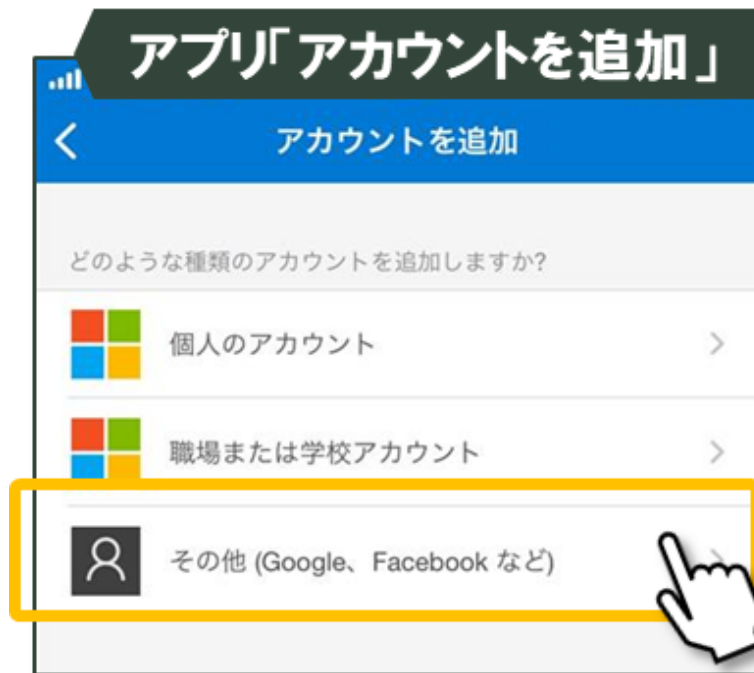 アプリ「アカウントを追加」
アカウントを追加
どのような種類のアカウントを追加しますか?
個人のアカウント
職場または学校アカウント
その他 (Google、Facebook など)